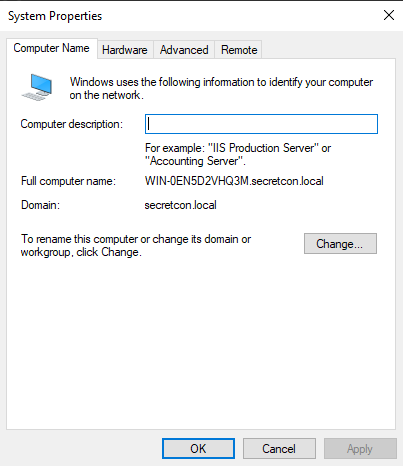 System Properties
Computer Name Hardware Advanced Remote
Windows uses the following information to identify your computer
on the network.
Computer description:
For example: "IIS Production Server" or
"Accounting Server".
Full computer name: WIN-0EN5D2VHQ3M.secretcon.local
Domain: secretcon.local
To rename this computer or change its domain or
workgroup, click Change.
Change...
OK Cancel Apply